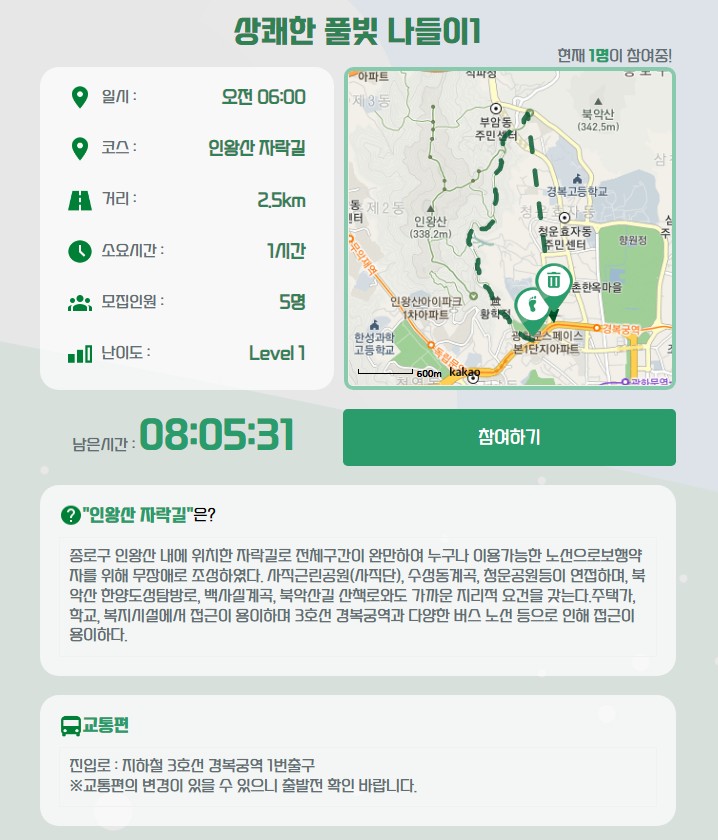 상쾌한 풀빛 나들이1
현재 1명이 참여중!
일시 : 오전 06:00
코스 : 인왕산 자락길
거리 : 2.5km
소요시간 : 1시간
모집인원 : 5명
난이도 : Level 1
아파트
제3동
부암동
주민센터
북악산
(342.5m)
경복고등학교
제2동
인왕산
(338.2m)
청운효자동
청운효자동
주민센터
향원정
무악재역
촌한옥마을
인왕산아이파크
1차아파트
황학정
경복궁역
한성과학
고등학교
스페이스
본1단지아파트
600m
kakao
광화문역
남은시간 : 08:05:31
참여하기
"인왕산 자락길"은?
종로구 인왕산 내에 위치한 자락길로 전체구간이 완만하여 누구나 이용가능한 노선으로보행약
자를 위해 무장애로 조성하였다. 사직근린공원(사직단), 수성동계곡, 청운공원등이 연접하며, 북
악산 한양도성탐방로, 백사실계곡, 북악산길 산책로와도 가까운 지리적 요건을 갖는다.주택가,
학교, 복지시설에서 접근이 용이하며 3호선 경복궁역과 다양한 버스 노선 등으로 인해 접근이
용이하다.
교통편
진입로 : 지하철 3호선 경복궁역 1번출구
※교통편의 변경이 있을 수 있으니 출발전 확인 바랍니다.